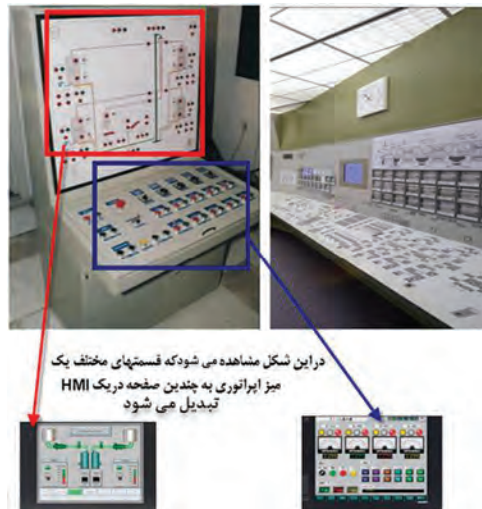 دراین شکل مشاهده می شودکه قسمتهای مختلف یک
میز اپراتوری به چندین صفحه دریک HMI
تبدیل می شود